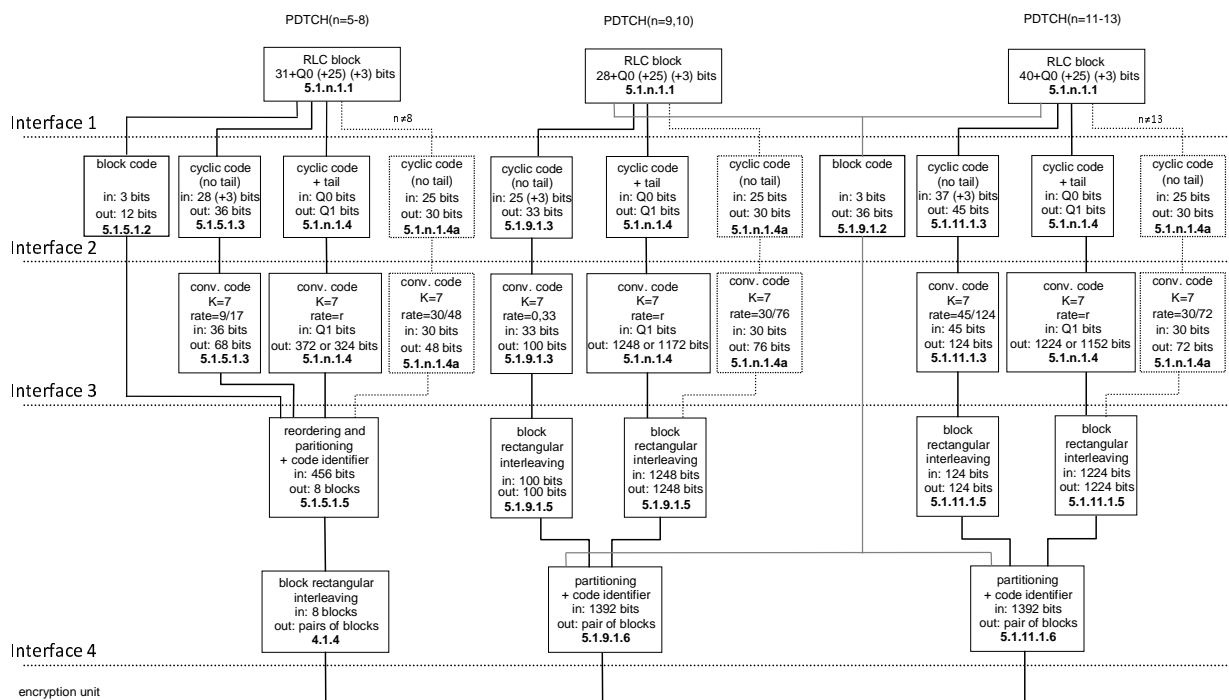 PDTCH(n=5-8)
PDTCH(n=9,10)
PDTCH(n=11-13)
RLC block
31+Q0 (+25) (+3) bits
5.1.n.1.1
RLC block
28+Q0 (+25) (+3) bits
5.1.n.1.1
RLC block
40+Q0 (+25) (+3) bits
5.1.n.1.1
Interface 1
n≠8
n≠13
block code
in: 3 bits
out: 12 bits
5.1.5.1.2
cyclic code
(no tail)
in: 28 (+3) bits
out: 36 bits
5.1.5.1.3
cyclic code
+ tail
in: Q0 bits
out: Q1 bits
5.1.n.1.4
cyclic code
(no tail)
in: 25 bits
out: 30 bits
5.1.n.1.4a
cyclic code
(no tail)
in: 25 (+3) bits
out: 33 bits
5.1.9.1.3
cyclic code
+ tail
in: Q0 bits
out: Q1 bits
5.1.n.1.4
cyclic code
(no tail)
in: 25 bits
out: 30 bits
5.1.n.1.4a
block code
in: 3 bits
out: 36 bits
5.1.9.1.2
cyclic code
(no tail)
in: 37 (+3) bits
out: 45 bits
5.1.11.1.3
cyclic code
+ tail
in: Q0 bits
out: Q1 bits
5.1.n.1.4
cyclic code
(no tail)
in: 25 bits
out: 30 bits
5.1.n.1.4a
Interface 2
conv. code
K=7
rate=9/17
in: 36 bits
out: 68 bits
5.1.5.1.3
conv. code
K=7
rate=r
in: Q1 bits
out: 372 or 324 bits
5.1.n.1.4
conv. code
K=7
rate=30/48
in: 30 bits
out: 48 bits
5.1.n.1.4a
conv. code
K=7
rate=0,33
in: 33 bits
out: 100 bits
5.1.9.1.3
conv. code
K=7
rate=r
in: Q1 bits
out: 1248 or 1172 bits
5.1.n.1.4
conv. code
K=7
rate=30/76
in: 30 bits
out: 76 bits
5.1.n.1.4a
conv. code
K=7
rate=45/124
in: 45 bits
out: 124 bits
5.1.11.1.3
conv. code
K=7
rate=r
in: Q1 bits
out: 1224 or 1152 bits
5.1.n.1.4
conv. code
K=7
rate=30/72
in: 30 bits
out: 72 bits
5.1.n.1.4a
Interface 3
reordering and
paritioning
+ code identifier
in: 456 bits
out: 8 blocks
5.1.5.1.5
block
rectangular
interleaving
in: 100 bits
out: 100 bits
5.1.9.1.5
block
rectangular
interleaving
in: 1248 bits
out: 1248 bits
5.1.9.1.5
block
rectangular
interleaving
in: 124 bits
out: 124 bits
5.1.11.1.5
block
rectangular
interleaving
in: 1224 bits
out: 1224 bits
5.1.11.1.5
block rectangular
interleaving
in: 8 blocks
out: pairs of blocks
4.1.4
partitioning
+ code identifier
in: 1392 bits
out: pair of blocks
5.1.9.1.6
partitioning
+ code identifier
in: 1392 bits
out: pair of blocks
5.1.11.1.6
Interface 4
encryption unit